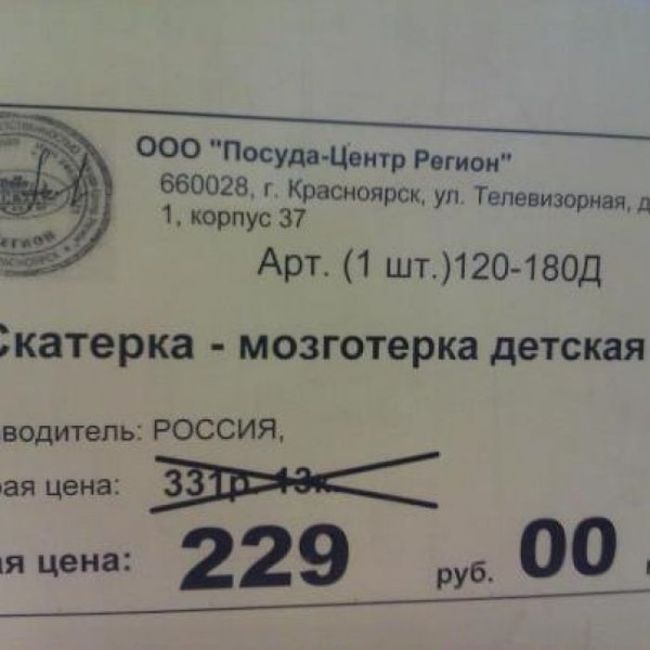 ООО "Посуда-Центр Регион"
660028, г. Красноярск, ул. Телевизорная, д
1, корпус 37
Арт. (1 шт.)120-180Д
Скатерка - мозготерка детская
водитель: РОССИЯ,
рая цена: 331р. 13к.
ая цена: 229 руб. 00